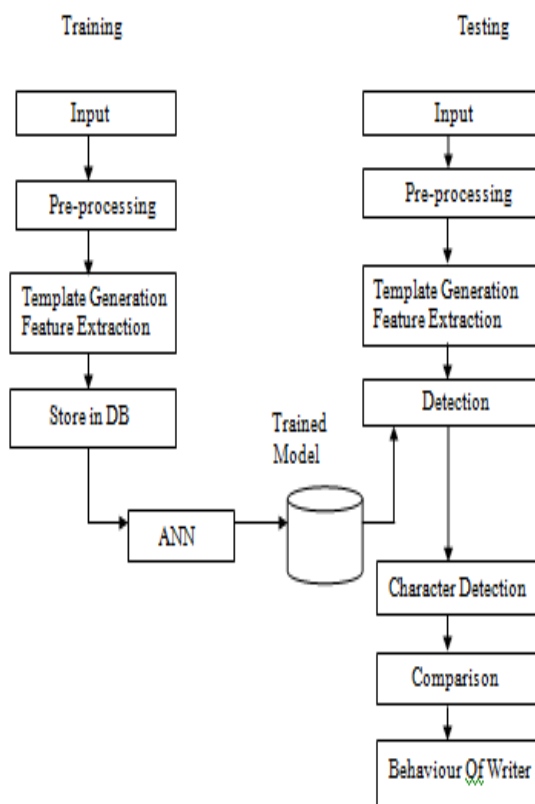 Training
Testing
Input
Input
Pre-processing
Pre-processing
Template Generation
Feature Extraction
Template Generation
Feature Extraction
Store in DB
Detection
Trained
Model
ANN
Character Detection
Comparison
Behaviour Of Writer